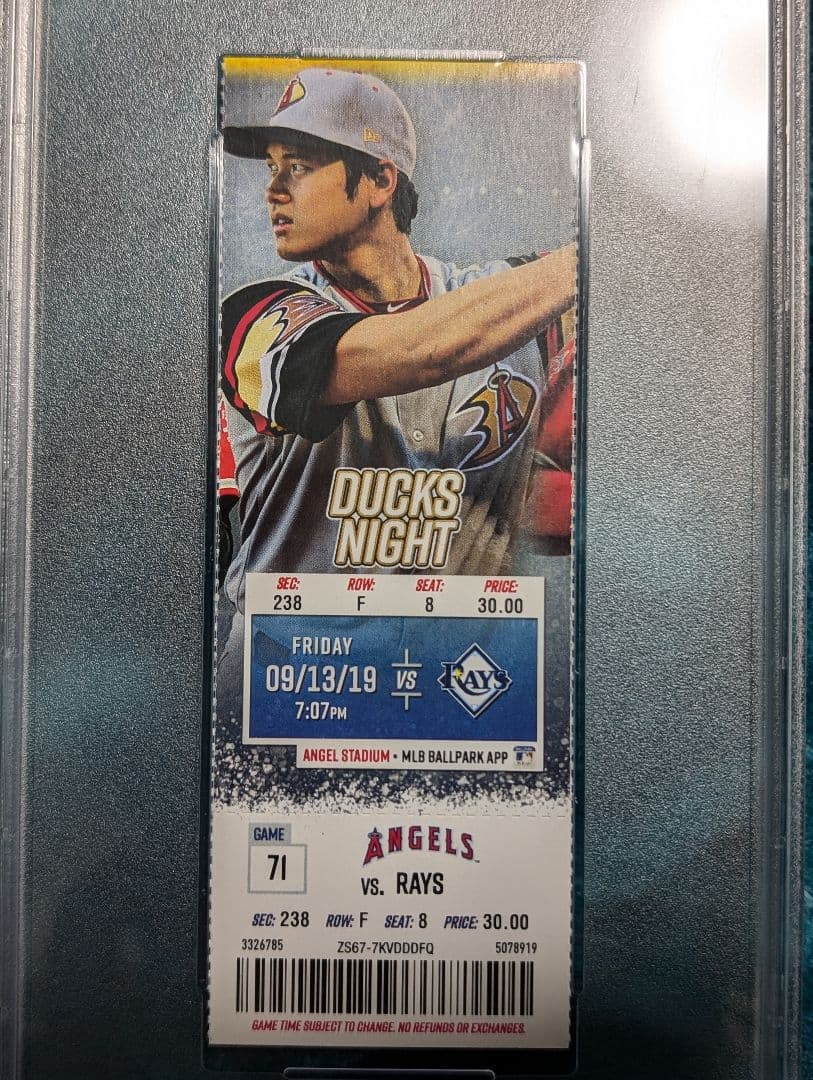 A
NE
A
DUCKS
NIGHT
SEC: ROW: SEAT: PRICE:
238 F 8 30.00
FRIDAY
09/13/19 VS RAYS
7:07PM
ANGEL STADIUM • MLB BALLPARK APP
GAME
71
ANGELS™
VS. RAYS
SEC: 238 ROW: F SEAT: 8 PRICE: 30.00
3326785 ZS67-7KVDDDFQ 5078919
GAME TIME SUBJECT TO CHANGE. NO REFUNDS OR EXCHANGES.